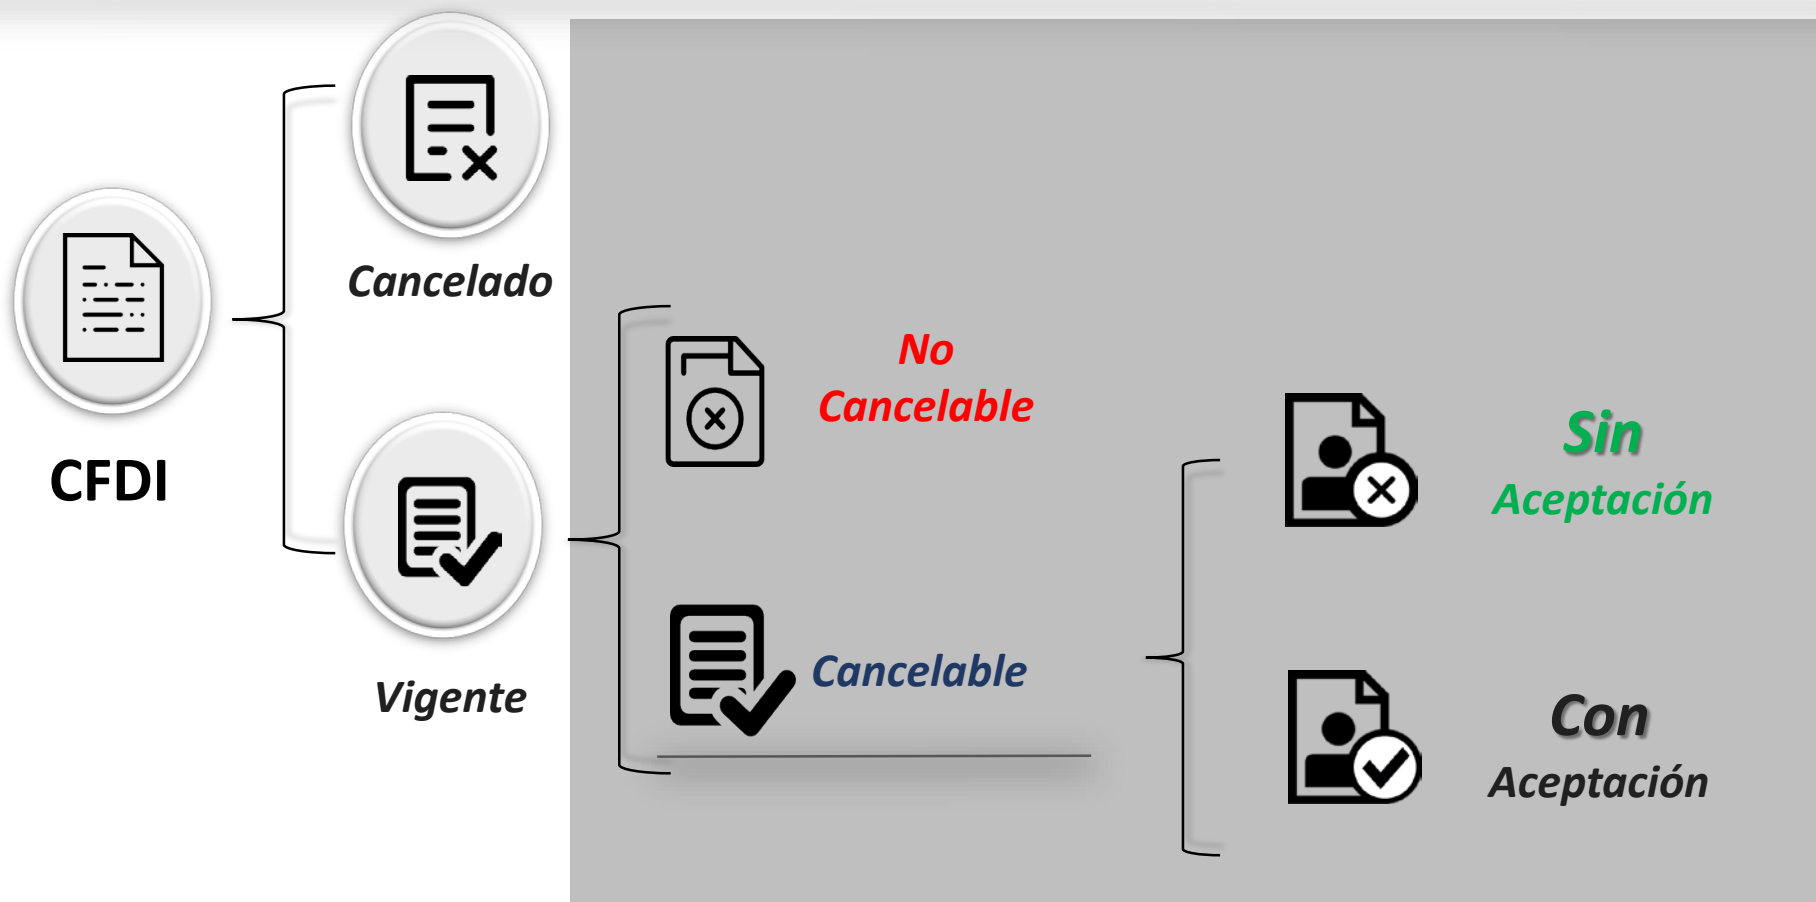 CFDI
Cancelado
Vigente
No
Cancelable
Cancelable
Sin
Aceptación
Con
Aceptación